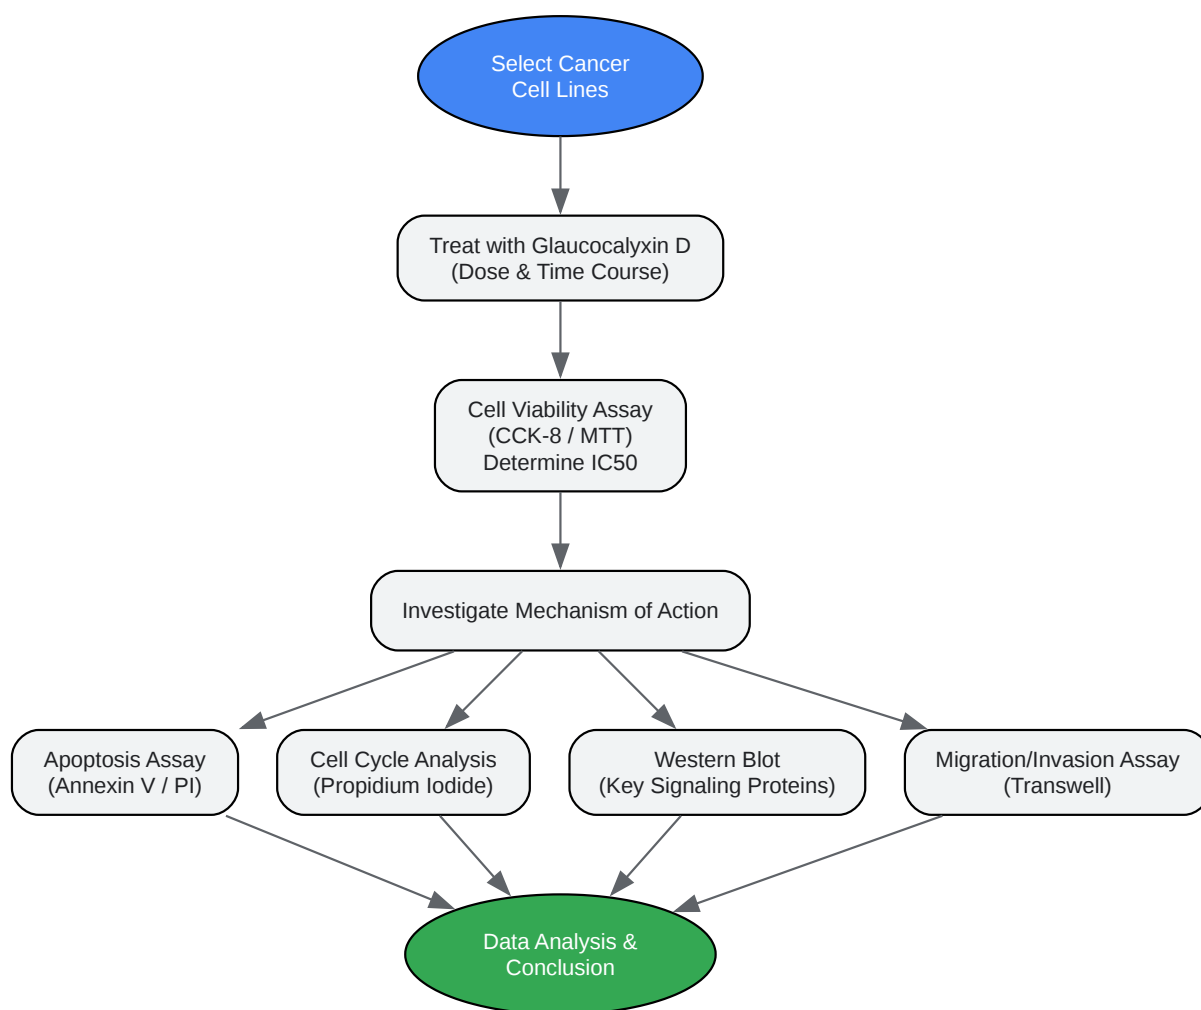 Select Cancer
Cell Lines
Treat with Glaucocalyxin D
(Dose & Time Course)
Cell Viability Assay
(CCK-8 / MTT)
Determine IC50
Investigate Mechanism of Action
Apoptosis Assay
(Annexin V / PI)
Cell Cycle Analysis
(Propidium Iodide)
Western Blot
(Key Signaling Proteins)
Migration/Invasion Assay
(Transwell)
Data Analysis &
Conclusion